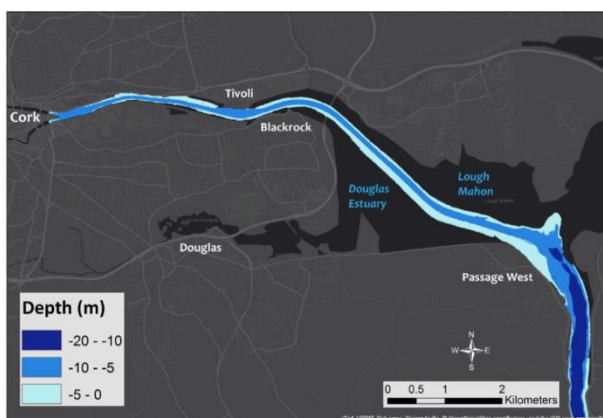 Tivoli
Cork
Blackrock
Lough
Mahon
Douglas
Estuary
Douglas
Passage West
Depth (m)
-20 - -10
-10 - -5
-5 - 0
N
W E
S
0 0.5 1 2
Kilometers